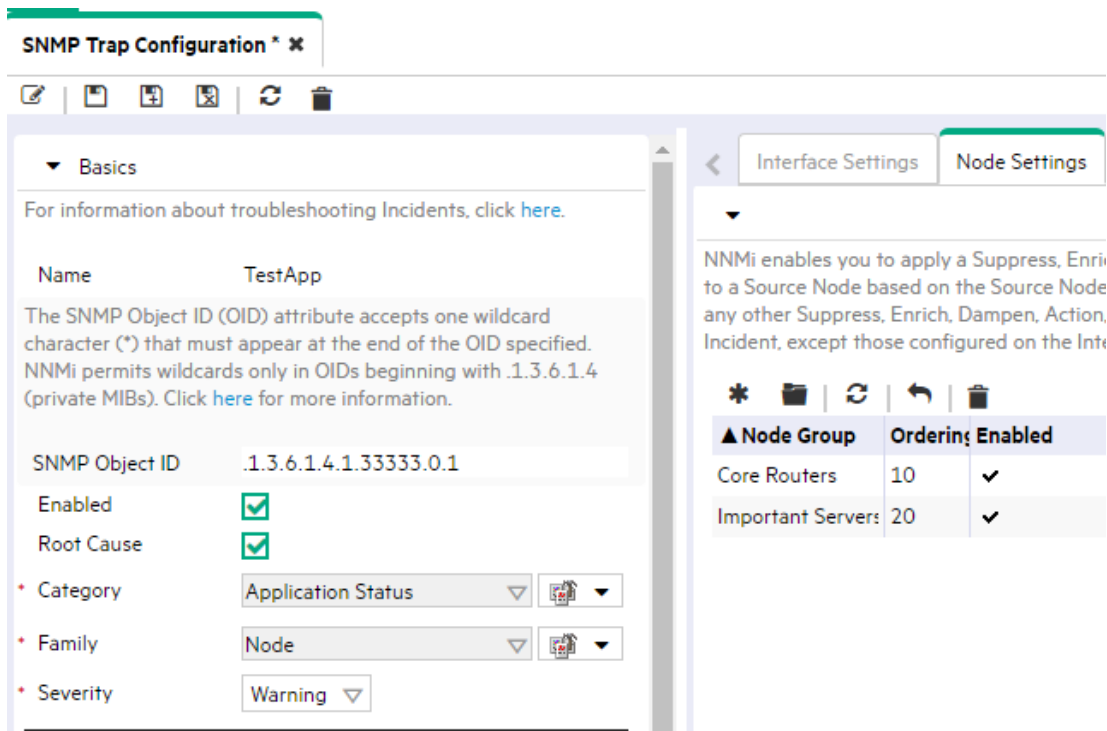 SNMP Trap Configuration *
Basics
For information about troubleshooting Incidents, click here.
Name TestApp
The SNMP Object ID (OID) attribute accepts one wildcard
character (*) that must appear at the end of the OID specified.
NNMi permits wildcards only in OIDs beginning with .1.3.6.1.4
(private MIBs). Click here for more information.
SNMP Object ID .1.3.6.1.4.1.33333.0.1
Enabled
Root Cause
* Category Application Status
* Family Node
* Severity Warning
Interface Settings Node Settings
NNMi enables you to apply a Suppress, Enri
to a Source Node based on the Source Node
any other Suppress, Enrich, Dampen, Action,
Incident, except those configured on the Inte
Node Group Ordering Enabled
Core Routers 10
Important Servers 20